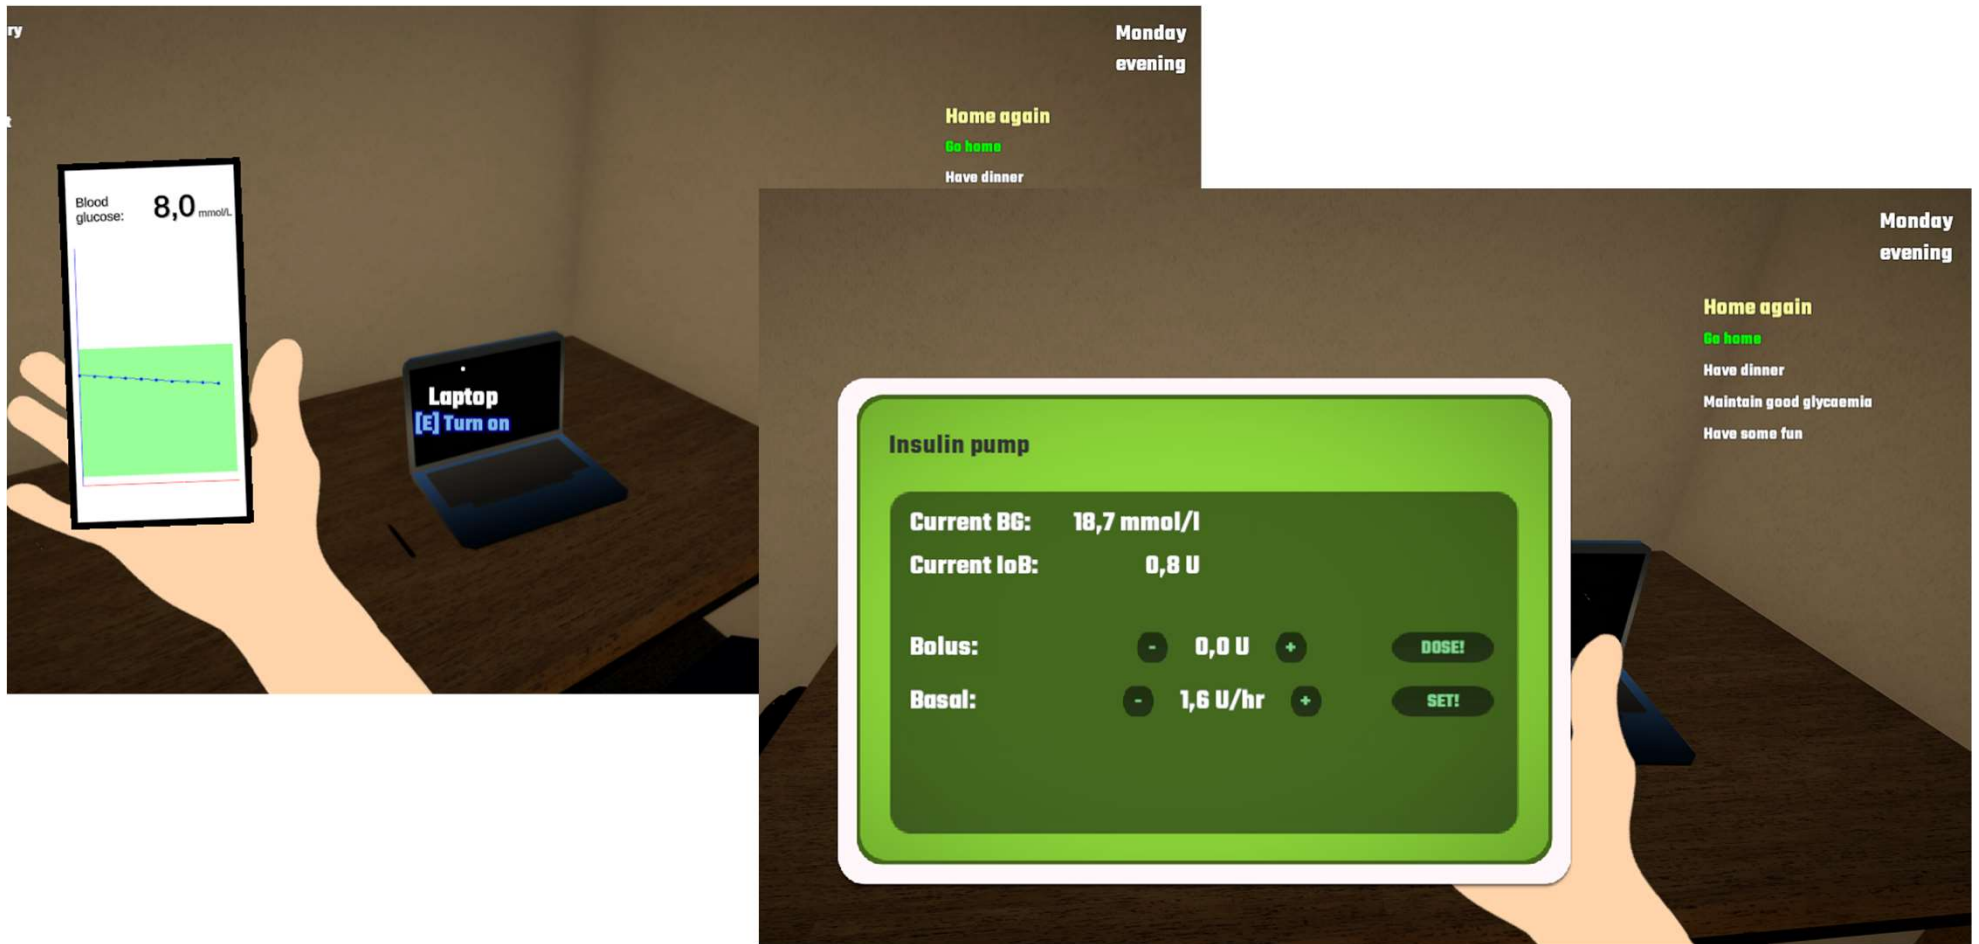 ry
Monday
evening
Home again
Go home
Have dinner
Blood
glucose:
8,0 mmol/L
Laptop
[E] Turn on
Monday
evening
Home again
Go home
Have dinner
Maintain good glycaemia
Have some fun
Insulin pump
Current BG: 18,7 mmol/l
Current IoB: 0,8 U
Bolus: - 0,0 U + DOSE!
Basal: - 1,6 U/hr + SET!